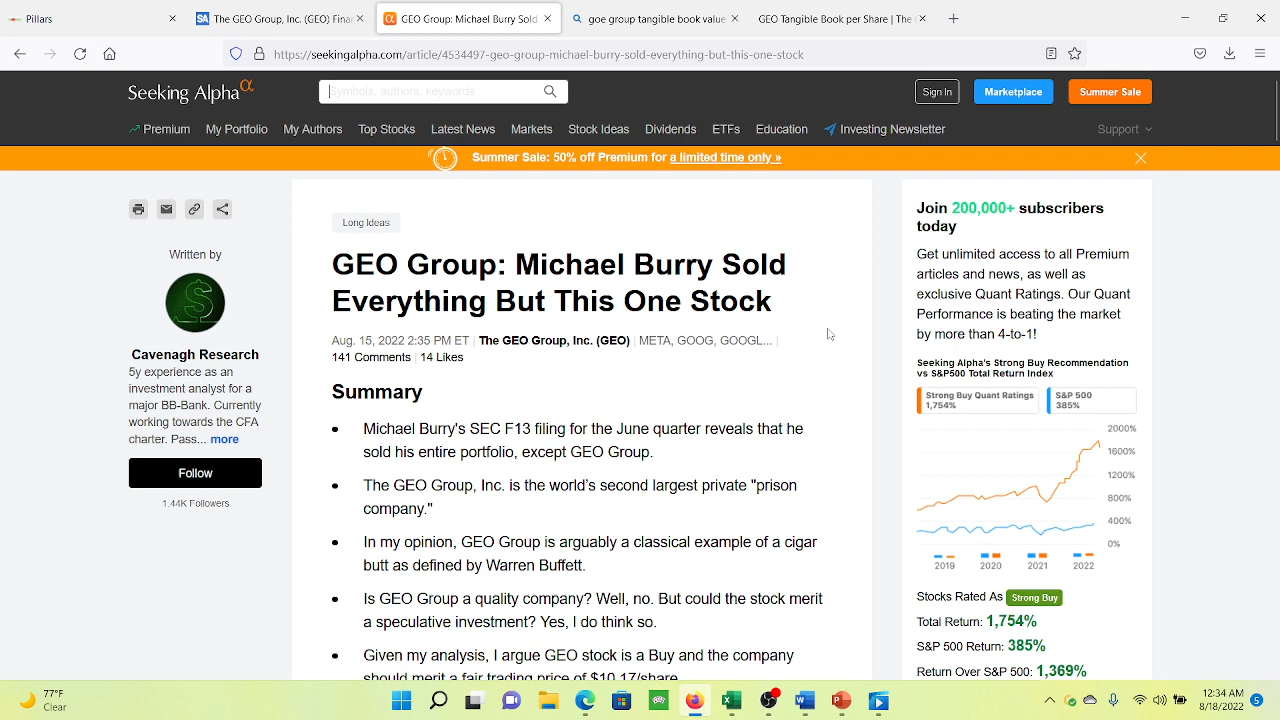 Pillars
The GEO Group, Inc. (GEO) Finan
GEO Group: Michael Burry Sold
goe group tangible book value
GEO Tangible Book per Share | The
https://seekingalpha.com/article/4534497-geo-group-michael-burry-sold-everything-but-this-one-stock
Seeking Alpha α
Symbols, authors, keywords
Sign In
Marketplace
Summer Sale
Premium
My Portfolio
My Authors
Top Stocks
Latest News
Markets
Stock Ideas
Dividends
ETFs
Education
Investing Newsletter
Support
Summer Sale: 50% off Premium for a limited time only »
Written by
Cavenagh Research
5y experience as an
investment analyst for a
major BB-Bank. Currently
working towards the CFA
charter. Pass... more
Follow
1.44K Followers
Long Ideas
GEO Group: Michael Burry Sold
Everything But This One Stock
Aug. 15, 2022 2:35 PM ET | The GEO Group, Inc. (GEO) | META, GOOG, GOOGL... |
141 Comments | 14 Likes
Summary
• Michael Burry's SEC F13 filing for the June quarter reveals that he
sold his entire portfolio, except GEO Group.
• The GEO Group, Inc. is the world's second largest private "prison
company."
• In my opinion, GEO Group is arguably a classical example of a cigar
butt as defined by Warren Buffett.
• Is GEO Group a quality company? Well, no. But could the stock merit
a speculative investment? Yes, I do think so.
• Given my analysis, I argue GEO stock is a Buy and the company
should merit a fair trading price of $10.17/share.
Join 200,000+ subscribers
today
Get unlimited access to all Premium
articles and news, as well as
exclusive Quant Ratings. Our Quant
Performance is beating the market
by more than 4-to-1!
Seeking Alpha's Strong Buy Recommendation
vs S&P500 Total Return Index
Strong Buy Quant Ratings
1,754%
S&P 500
385%
2000%
1600%
1200%
800%
400%
0%
2019
2020
2021
2022
Stocks Rated As Strong Buy
Total Return: 1,754%
S&P 500 Return: 385%
Return Over S&P 500: 1,369%
77°F
Clear
12:34 AM
8/18/2022
5